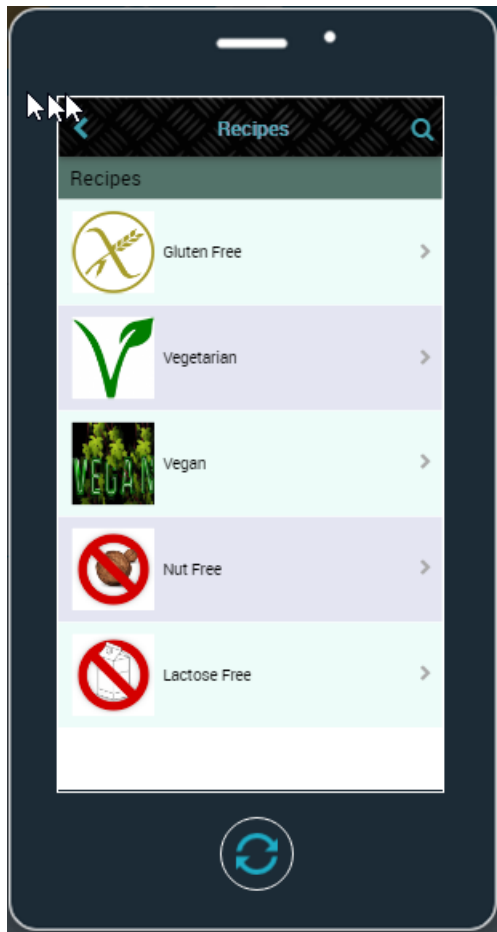 Recipes
Recipes
Gluten Free
Vegetarian
VEGAN
Vegan
Nut Free
Lactose Free